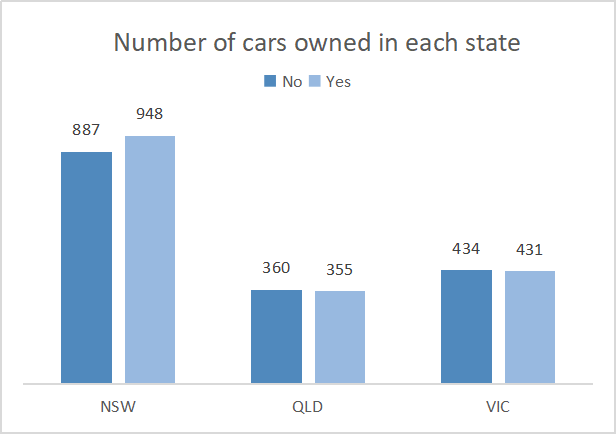 Number of cars owned in each state
No Yes
887 948
360 355
434 431
NSW QLD VIC